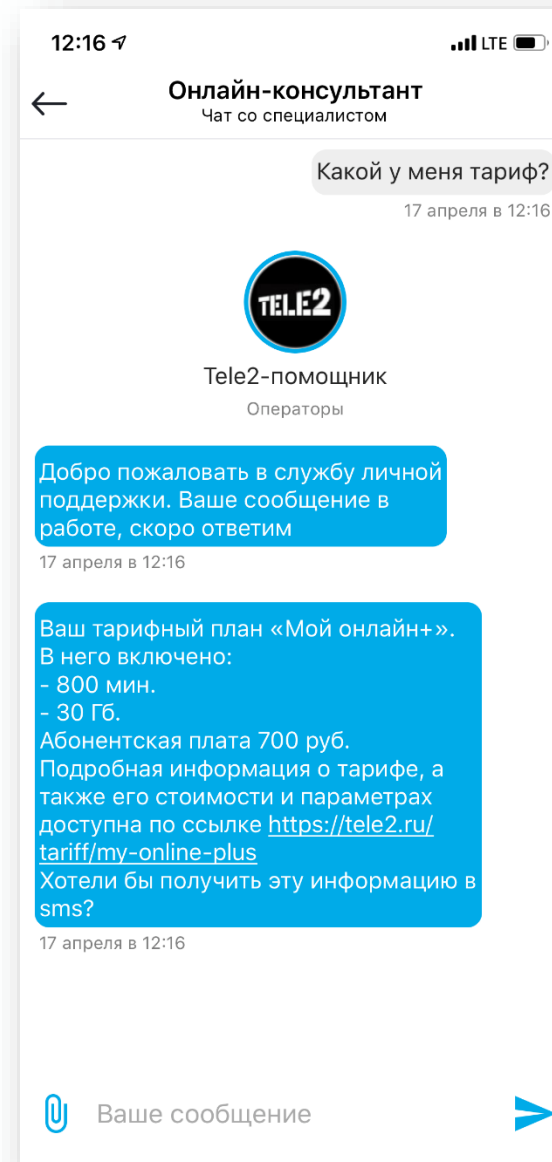 12:16
LTE
Онлайн-консультант
Чат со специалистом
Какой у меня тариф?
17 апреля в 12:16
TELE2
Tele2-помощник
Операторы
Добро пожаловать в службу личной
поддержки. Ваше сообщение в
работе, скоро ответим
17 апреля в 12:16
Ваш тарифный план «Мой онлайн+».
В него включено:
- 800 мин.
- 30 Гб.
Абонентская плата 700 руб.
Подробная информация о тарифе, а
также его стоимости и параметрах
доступна по ссылке https://tele2.ru/
tariff/my-online-plus
Хотели бы получить эту информацию в
sms?
17 апреля в 12:16
Ваше сообщение